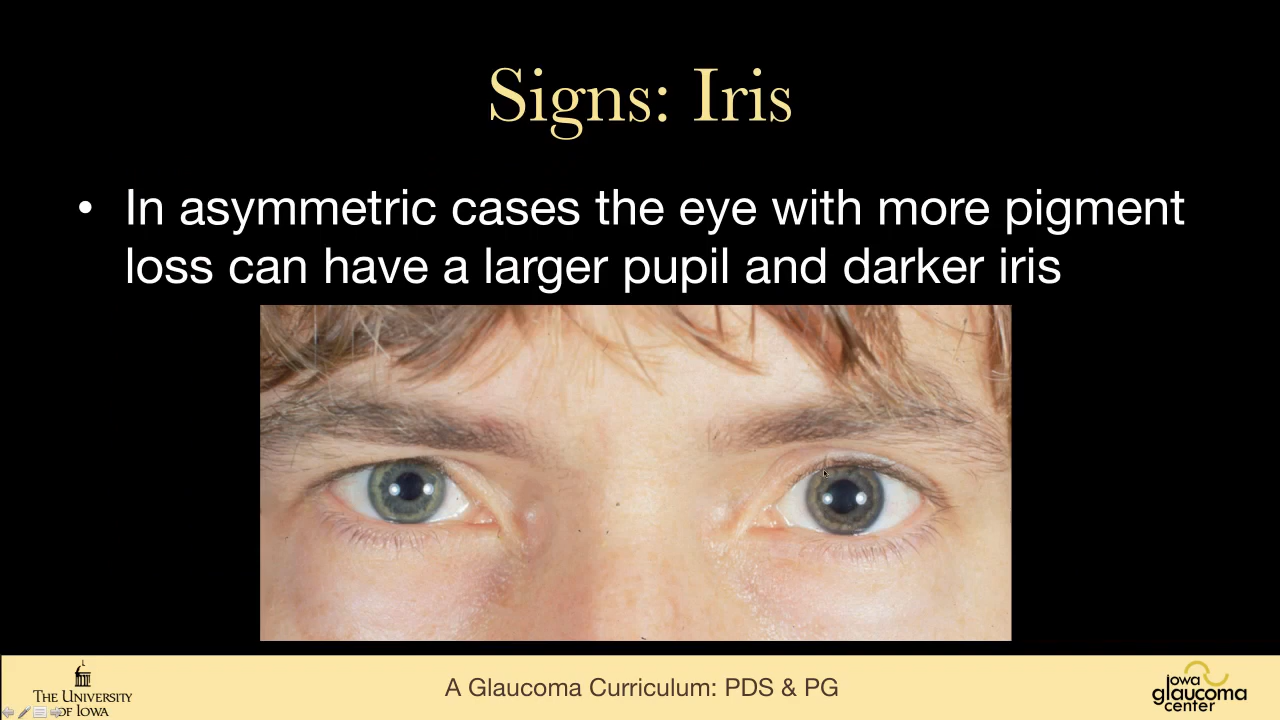 Signs: Iris
• In asymmetric cases the eye with more pigment
loss can have a larger pupil and darker iris
THE UNIVERSITY
OF IOWA
A Glaucoma Curriculum: PDS & PG
iowa
glaucoma
center